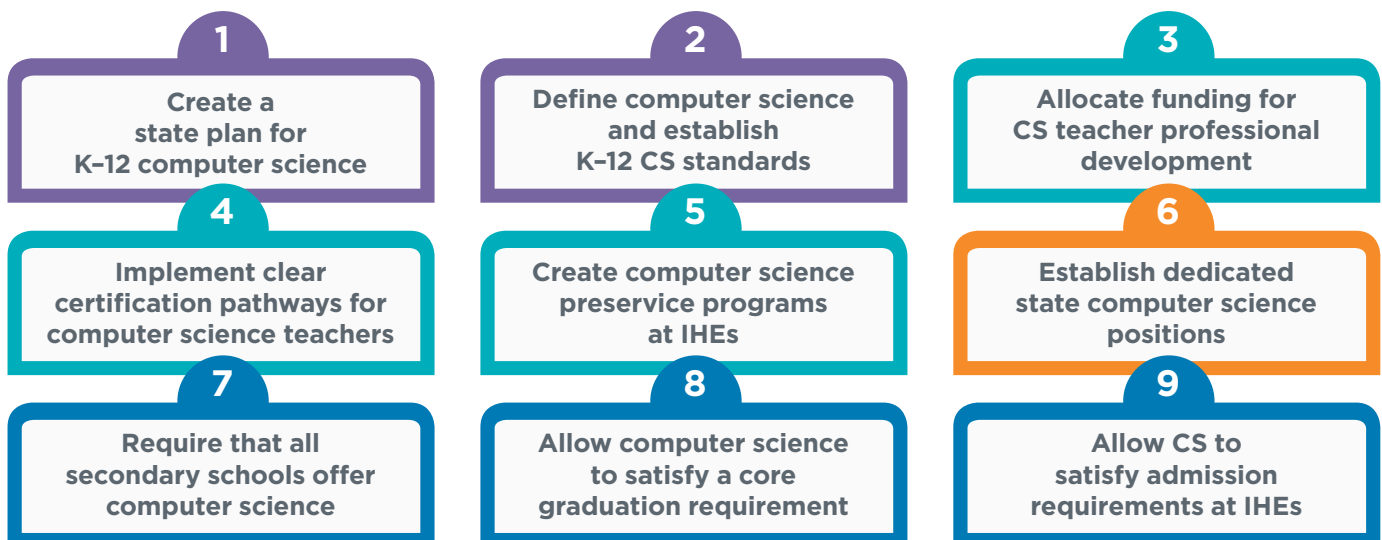 1
Create a
state plan for
K–12 computer science
2
Define computer science
and establish
K–12 CS standards
3
Allocate funding for
CS teacher professional
development
4
Implement clear
certification pathways for
computer science teachers
5
Create computer science
preservice programs
at IHEs
6
Establish dedicated
state computer science
positions
7
Require that all
secondary schools offer
computer science
8
Allow computer science
to satisfy a core
graduation requirement
9
Allow CS to
satisfy admission
requirements at IHEs